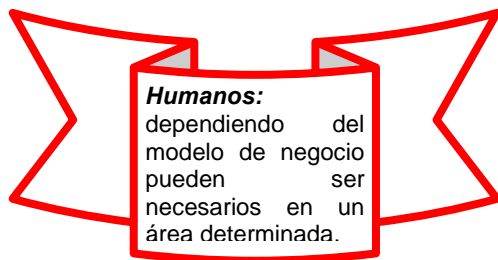 Humanos:
dependiendo del
modelo de negocio
pueden ser
necesarios en un
área determinada.